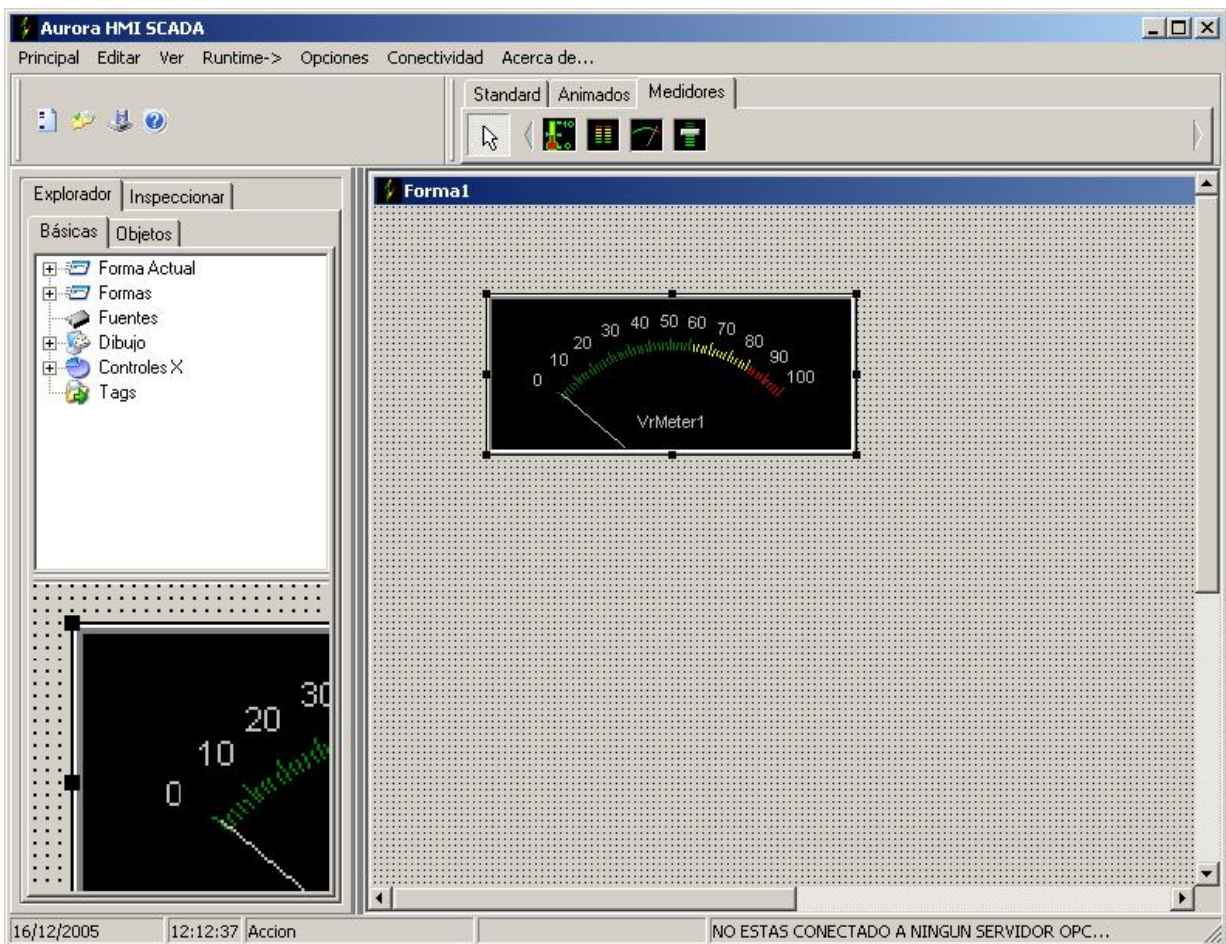 Aurora HMI SCADA
Principal Editar Ver Runtime-> Opciones Conectividad Acerca de...
Standard Animados Medidores
Explorador Inspeccionar
Básicas Objetos
Forma Actual
Formas
Fuentes
Dibujo
Controles X
Tags
Forma1
0 10 20 30 40 50 60 70 80 90 100
VrMeter1
0 10 20 30
16/12/2005 12:12:37 Accion NO ESTAS CONECTADO A NINGUN SERVIDOR OPC...